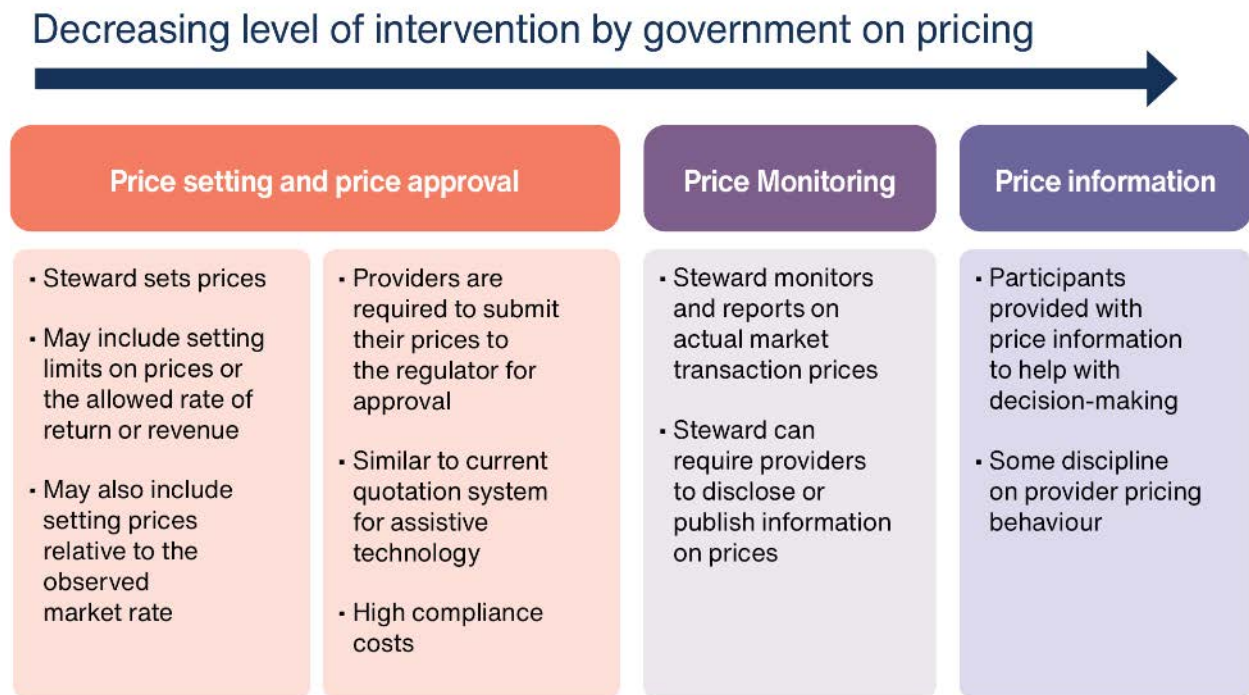 Decreasing level of intervention by government on pricing
Price setting and price approval
▪ Steward sets prices
▪ May include setting
limits on prices or
the allowed rate of
return or revenue
▪ May also include
setting prices
relative to the
observed
market rate
▪ Providers are
required to submit
their prices to
the regulator for
approval
▪ Similar to current
quotation system
for assistive
technology
▪ High compliance
costs
Price Monitoring
▪ Steward monitors
and reports on
actual market
transaction prices
▪ Steward can
require providers
to disclose or
publish information
on prices
Price information
▪ Participants
provided with
price information
to help with
decision-making
▪ Some discipline
on provider pricing
behaviour